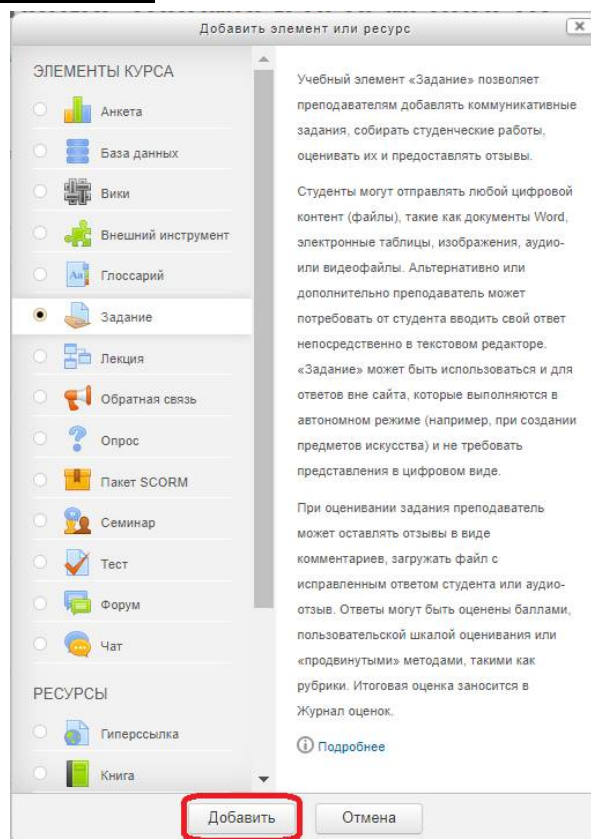 Добавить элемент или ресурс
ЭЛЕМЕНТЫ КУРСА
Анкета
База данных
Вики
Внешний инструмент
Глоссарий
Задание
Лекция
Обратная связь
Опрос
Пакет SCORM
Семинар
Тест
Форум
Чат
РЕСУРСЫ
Гиперссылка
Книга
Учебный элемент «Задание» позволяет
преподавателям добавлять коммуникативные
задания, собирать студенческие работы,
оценивать их и предоставлять отзывы.
Студенты могут отправлять любой цифровой
контент (файлы), такие как документы Word,
электронные таблицы, изображения, аудио-
или видеофайлы. Альтернативно или
дополнительно преподаватель может
потребовать от студента вводить свой ответ
непосредственно в текстовом редакторе.
«Задание» может быть использоваться и для
ответов вне сайта, которые выполняются в
автономном режиме (например, при создании
предметов искусства) и не требовать
представления в цифровом виде.
При оценивании задания преподаватель
может оставлять отзывы в виде
комментариев, загружать файл с
исправленным ответом студента или аудио-
отзыв. Ответы могут быть оценены баллами,
пользовательской шкалой оценивания или
«продвинутыми» методами, такими как
рубрики. Итоговая оценка заносится в
Журнал оценок.
Подробнее
Добавить
Отмена